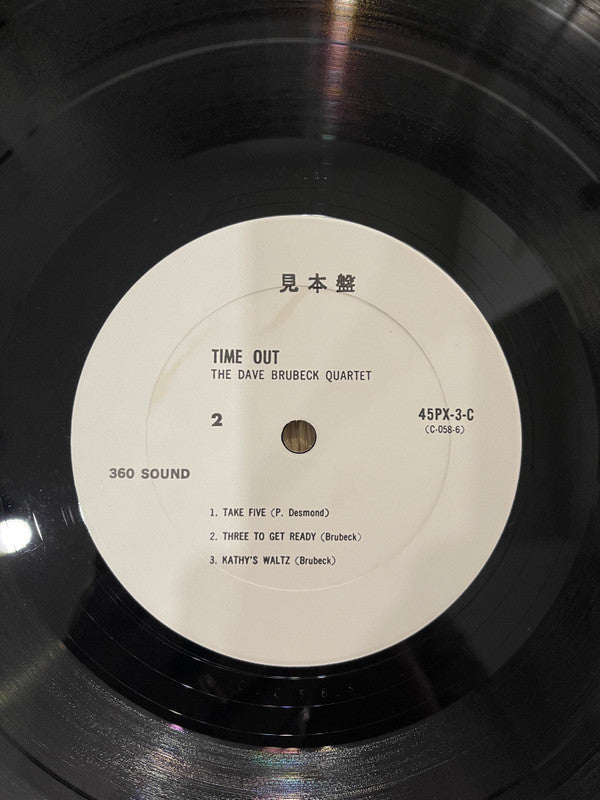 見本盤
TIME OUT
THE DAVE BRUBECK QUARTET
2
45PX-3-C
(C-058-6)
360 SOUND
1. TAKE FIVE (P. Desmond)
2. THREE TO GET READY (Brubeck)
3. KATHY'S WALTZ (Brubeck)